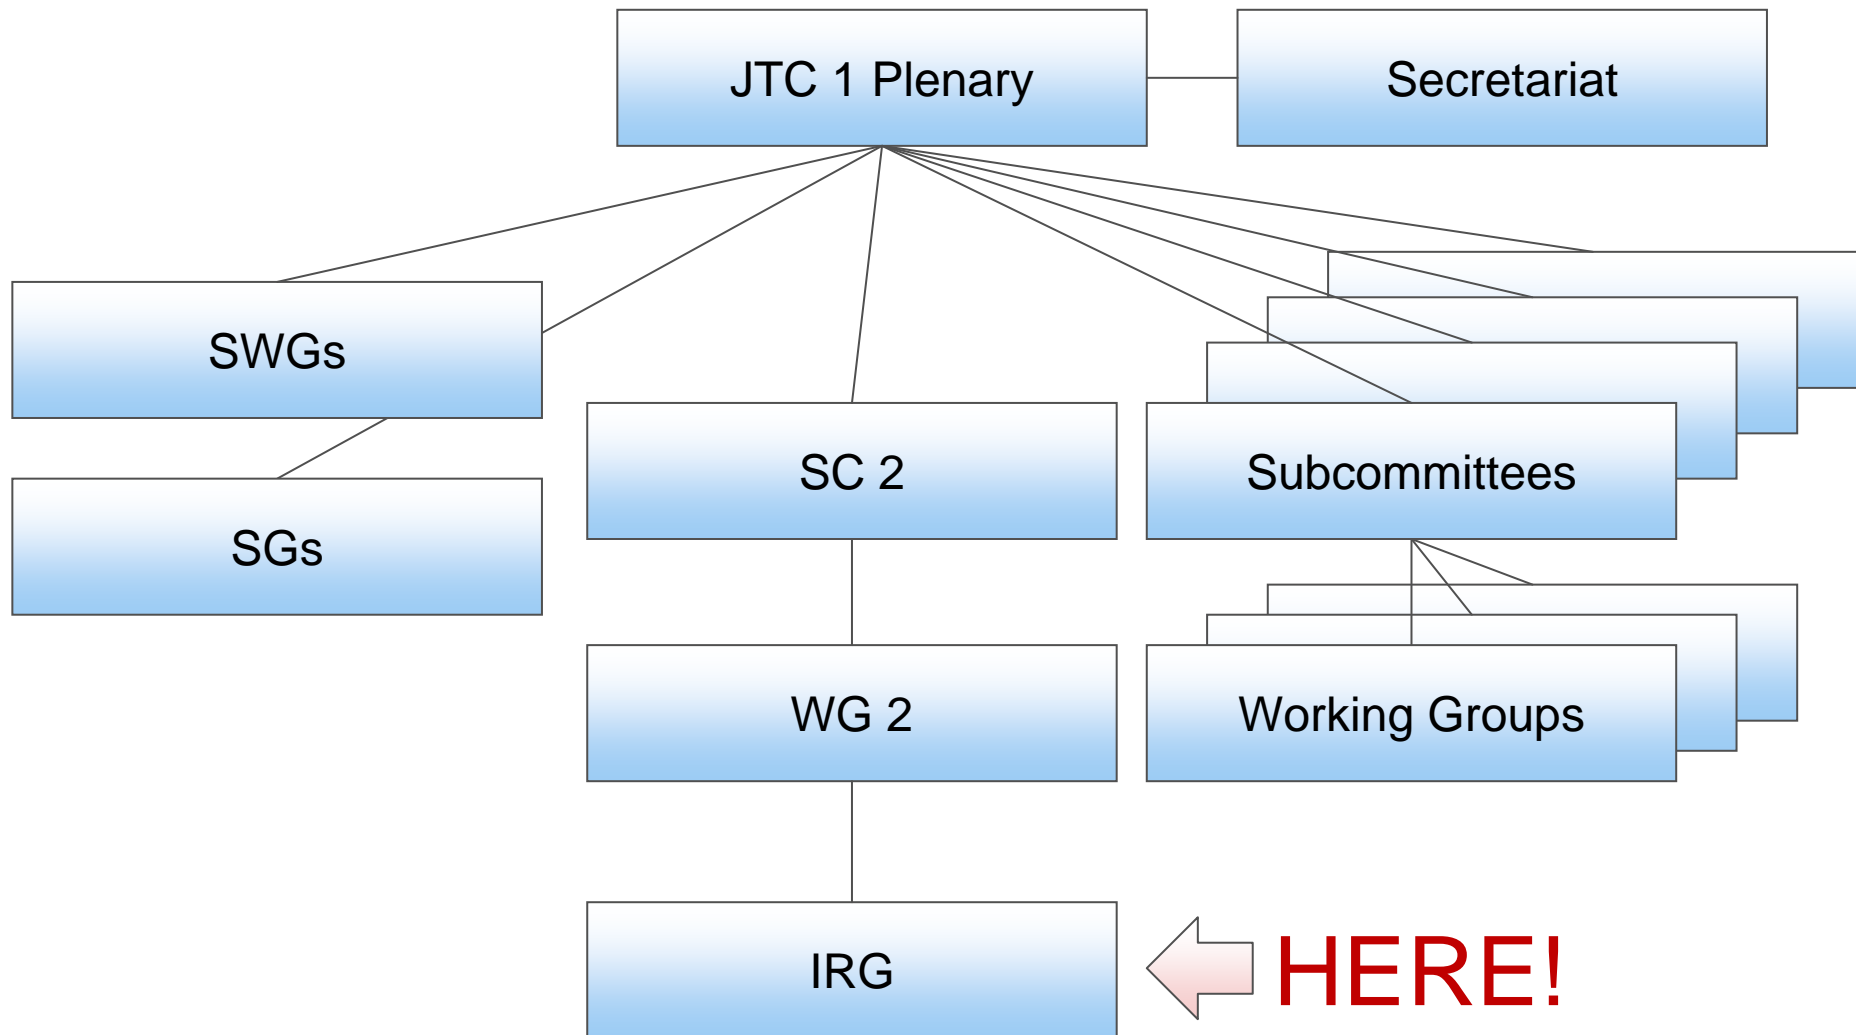 JTC 1 Plenary
Secretariat
SWGs
SC 2
Subcommittees
SGs
WG 2
Working Groups
IRG
HERE!